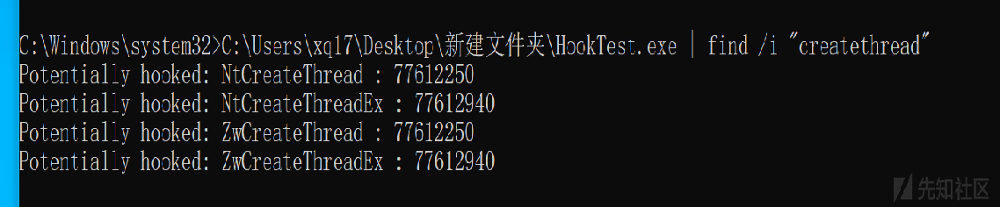 C:\Windows\system32>C:\Users\xq17\Desktop\新建文件夹\HookTest.exe | find /i "createthread"
Potentially hooked: NtCreateThread : 77612250
Potentially hooked: NtCreateThreadEx : 77612940
Potentially hooked: ZwCreateThread : 77612250
Potentially hooked: ZwCreateThreadEx : 77612940
先知社区